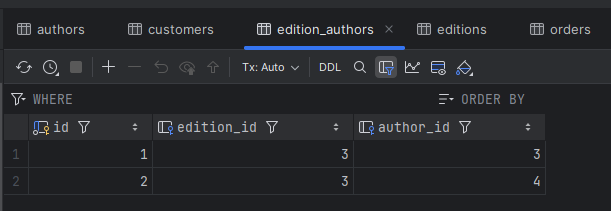 authors customers edition_authors editions orders
Tx: Auto DDL
WHERE ORDER BY
id edition_id author_id
1 1 3 3
2 2 3 4